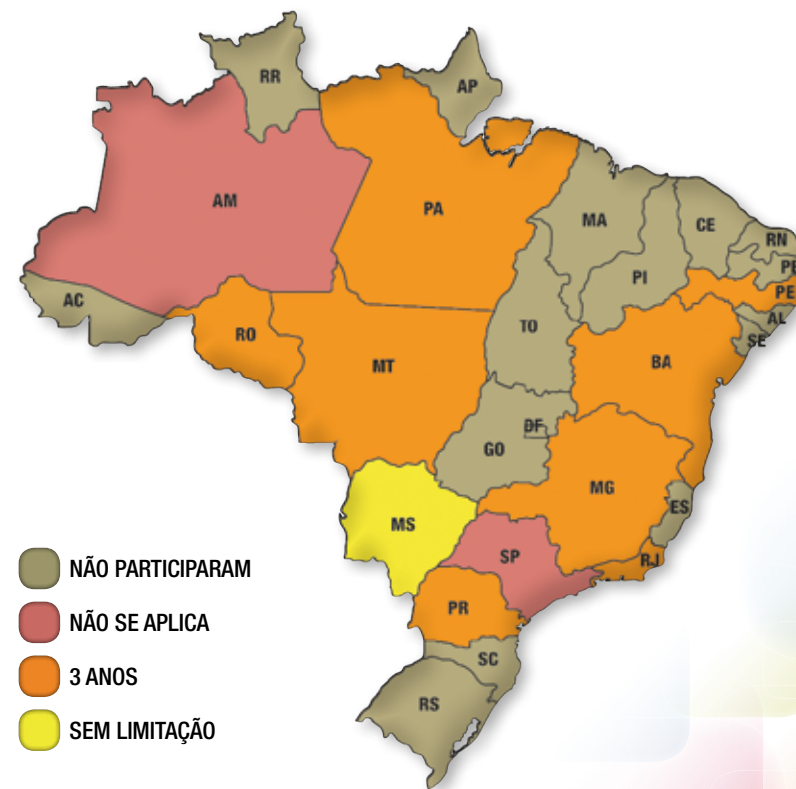 RR
AP
AM
PA
MA
CE
RN
PB
PI
PE
AC
AL
TO
SE
RO
BA
MT
DF
GO
MG
ES
MS
RJ
SP
PR
SC
RS
NÃO PARTICIPARAM
NÃO SE APLICA
3 ANOS
SEM LIMITAÇÃO